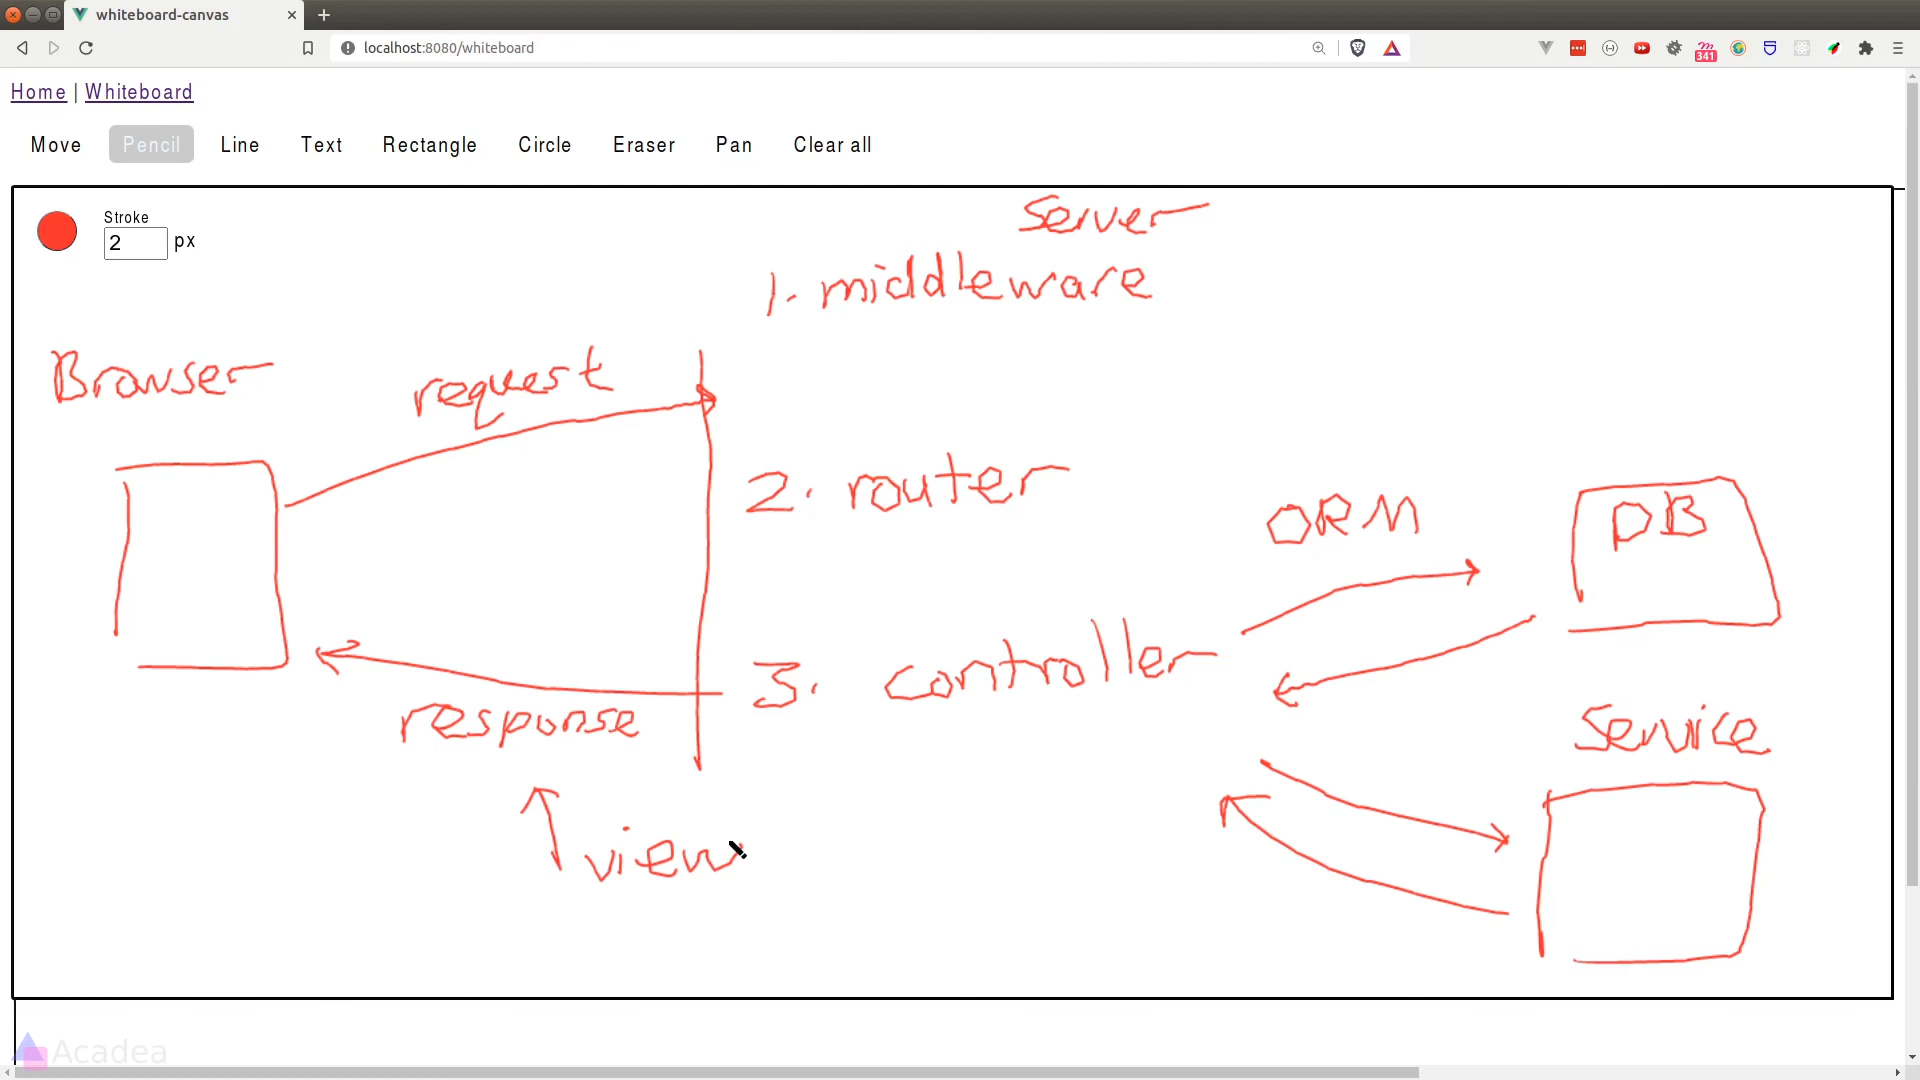 whiteboard-canvas
localhost:8080/whiteboard
341
Home | Whiteboard
Move Pencil Line Text Rectangle Circle Eraser Pan Clear all
Stroke
2 px
Server
1. middleware
Browser
request
2. router
ORM
DB
3. controller
response
Service
view
Acadea